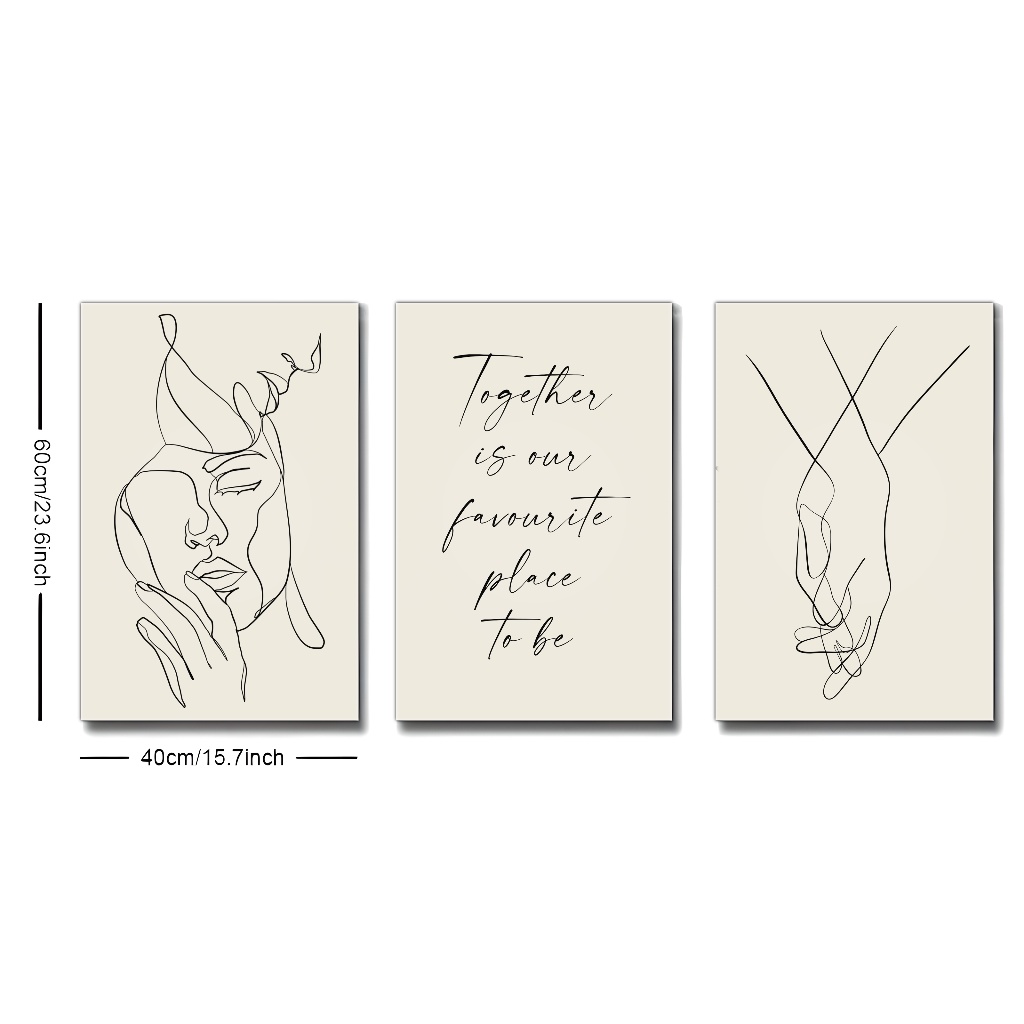 60cm/23.6inch
Together
is our
favourite
place
to be
40cm/15.7inch